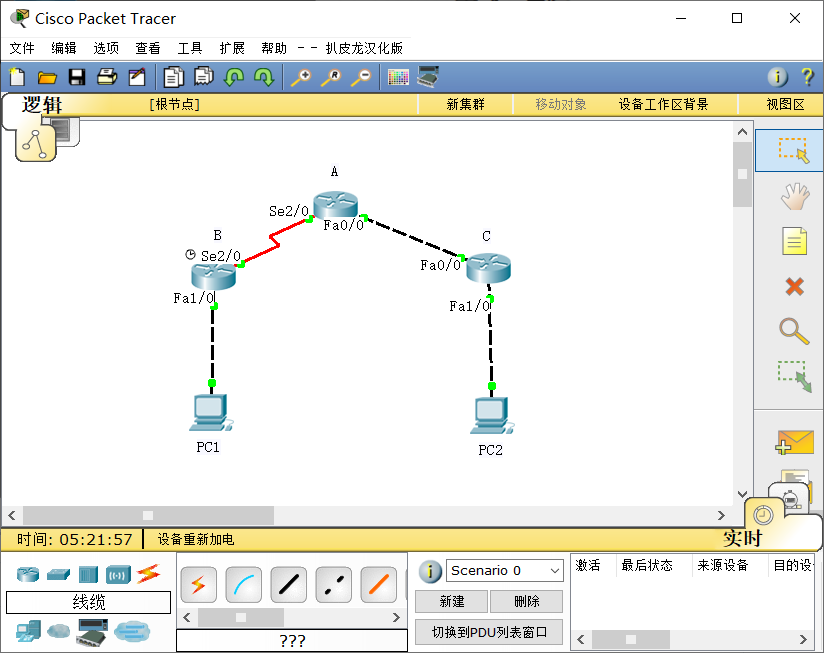 Cisco Packet Tracer
文件 编辑 选项 查看 工具 扩展 帮助 -- 扒皮龙汉化版
逻辑 [根节点] 新集群 移动对象 设备工作区背景 视图区
A
Se2/0
Fa0/0
B
Se2/0
C
Fa0/0
Fa1/0
Fa1/0
PC1
PC2
时间: 05:21:57 设备重新加电 实时
Scenario 0
激活 最后状态 来源设备 目的设
线缆
新建 删除
切换到PDU列表窗口
???